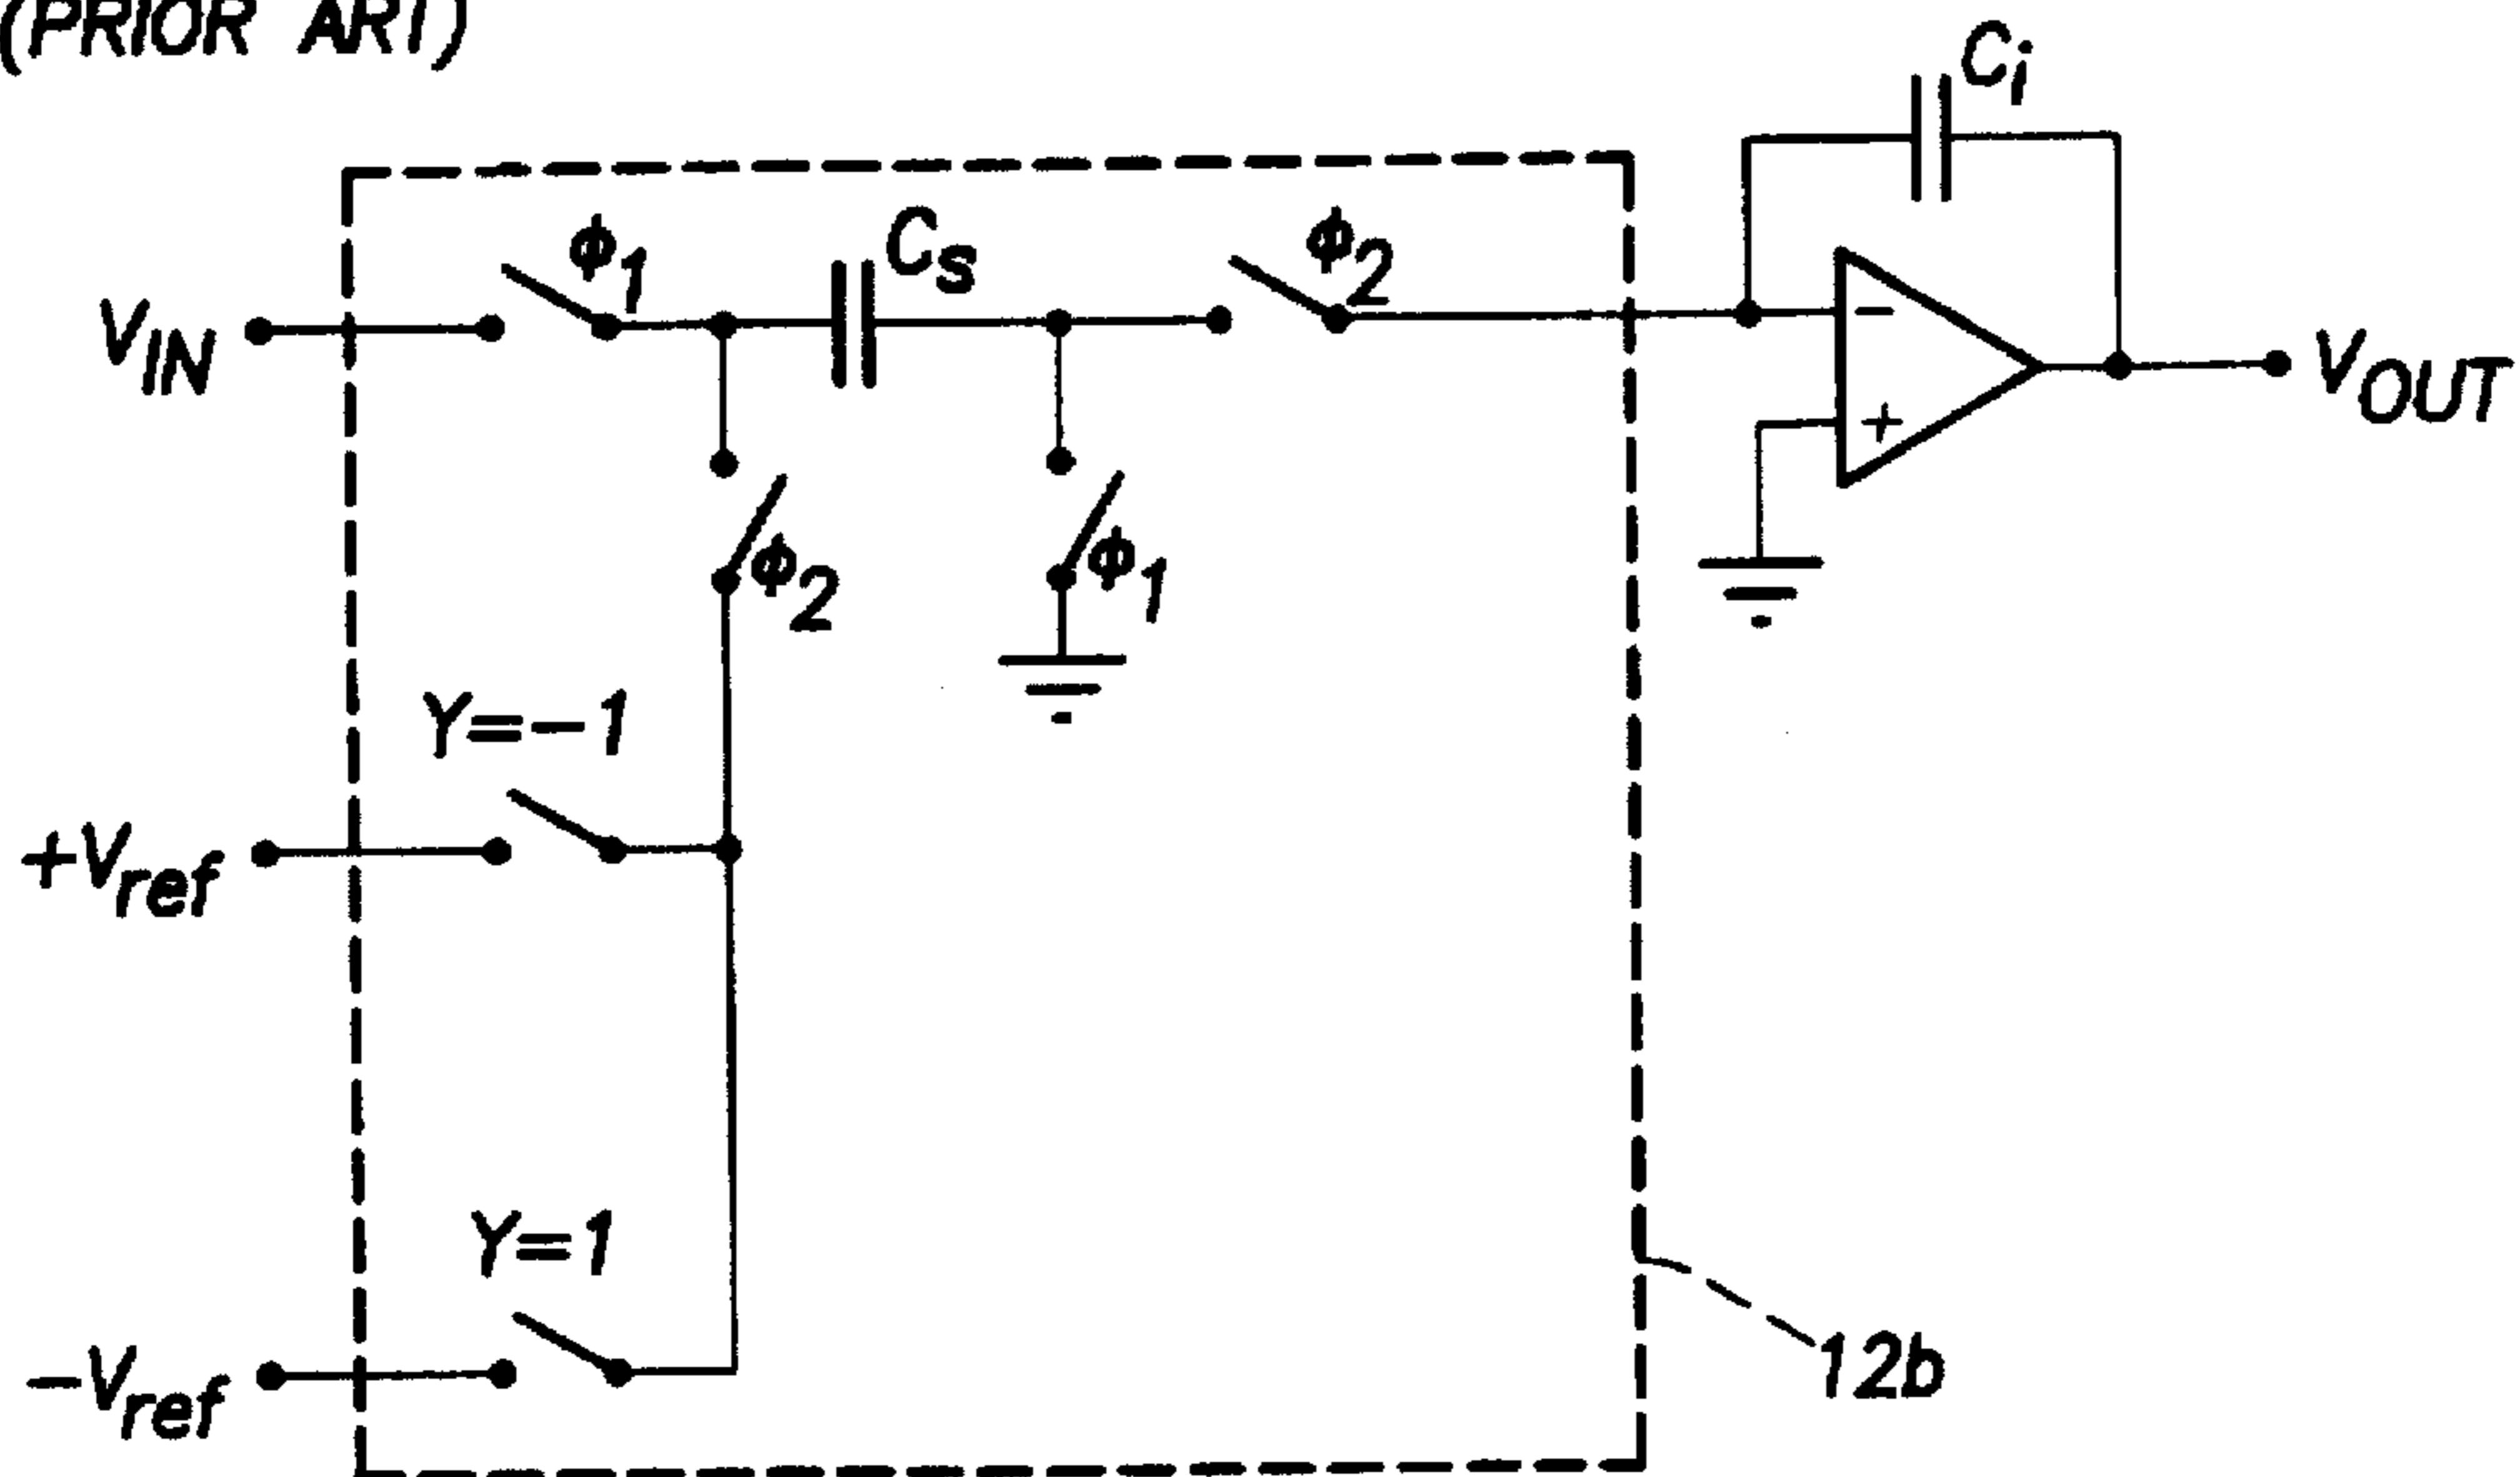 (PRIOR ART)
Ci
ϕ1
Cs
ϕ2
VIN
−
VOUT
+
ϕ2
ϕ1
Y=−1
+Vref
Y=1
−Vref
12b